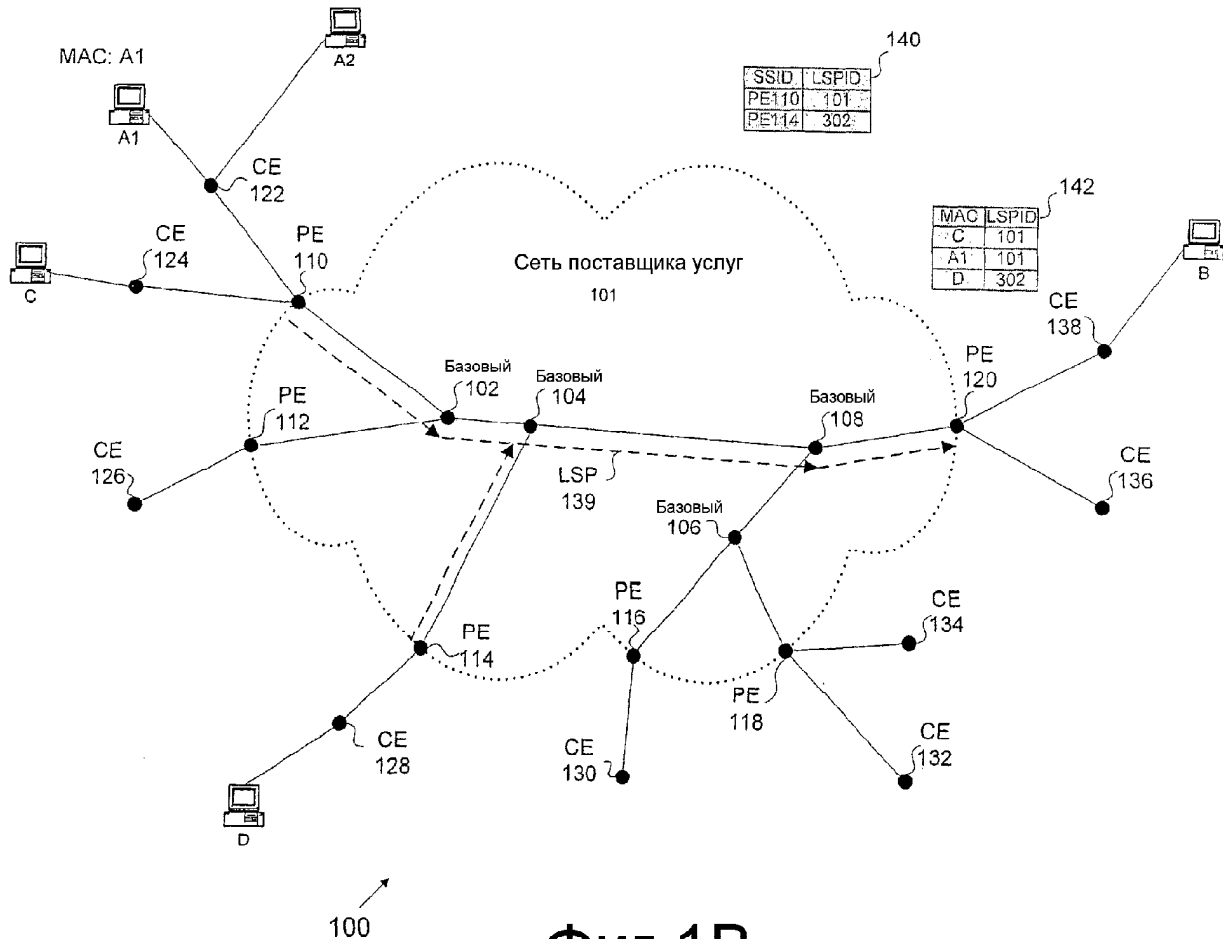 MAC: A1
A2
A1
CE
122
140
SSID LSPID
PE110 101
PE114 302
142
MAC LSPID
C 101
A1 101
D 302
C
CE
124
PE
110
Сеть поставщика услуг
101
B
CE
138
PE
120
Базовый
102
Базовый
104
Базовый
108
PE
112
CE
126
LSP
139
CE
136
Базовый
106
PE
114
PE
116
PE
118
CE
134
CE
128
CE
130
CE
132
D
100
Фиг.1B